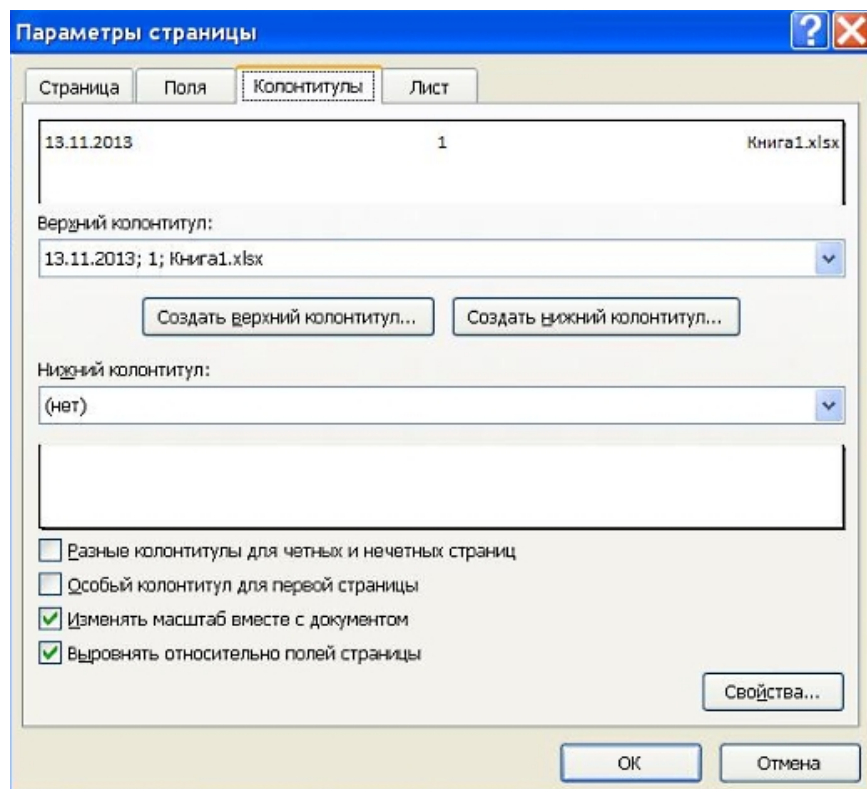 Параметры страницы
Страница Поля Колонтитулы Лист
13.11.2013 1 Книга1.xlsx
Верхний колонтитул:
13.11.2013; 1; Книга1.xlsx
Создать верхний колонтитул... Создать нижний колонтитул...
Нижний колонтитул:
(нет)
Разные колонтитулы для четных и нечетных страниц
Особый колонтитул для первой страницы
Изменять масштаб вместе с документом
Выровнять относительно полей страницы
Свойства...
ОК Отмена